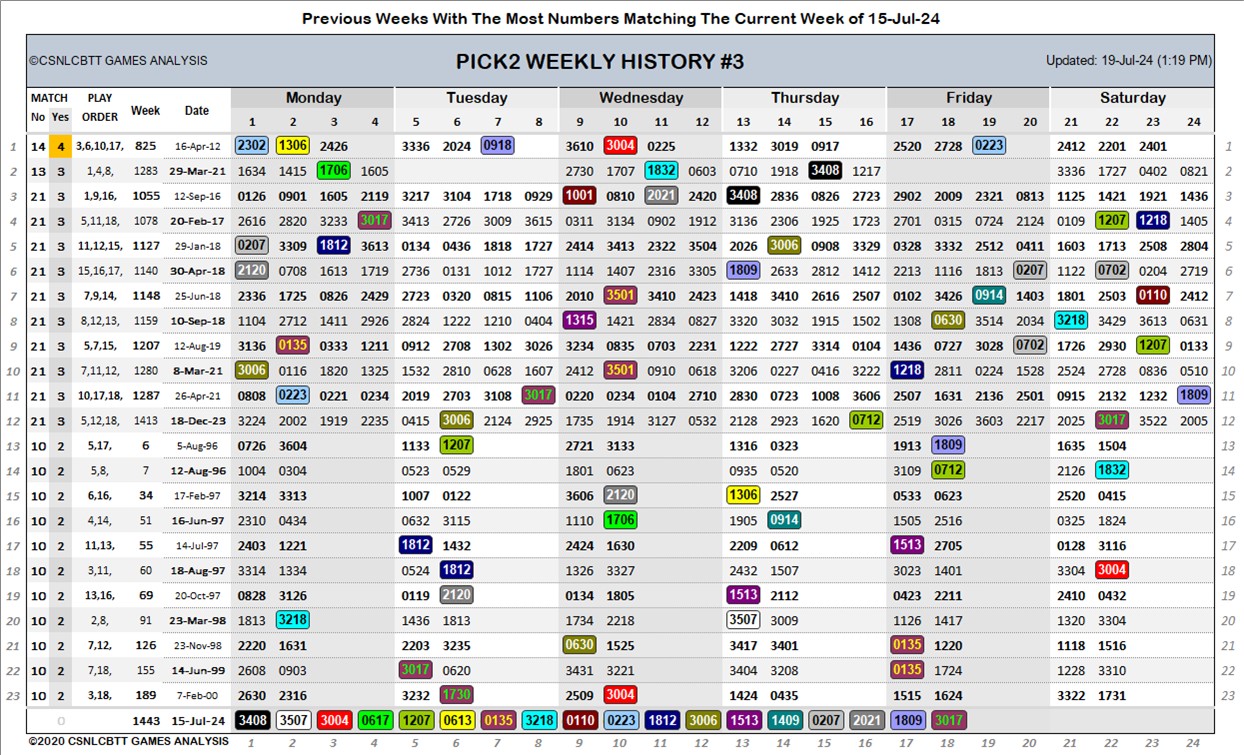 Previous Weeks With The Most Numbers Matching The Current Week of 15-Jul-24
©CSNLCBTT GAMES ANALYSIS PICK2 WEEKLY HISTORY #3 Updated: 19-Jul-24 (1:19 PM)
MATCH PLAY Week Date Monday Tuesday Wednesday Thursday Friday Saturday
No Yes ORDER 1 2 3 4 5 6 7 8 9 10 11 12 13 14 15 16 17 18 19 20 21 22 23 24
1 14 4 3,6,10,17, 825 16-Apr-12 2302 1306 2426 3336 2024 0918 3610 3004 0225 1332 3019 0917 2520 0223 2412 2201 2401 1
2 13 3 1,4,8, 1283 29-Mar-21 1634 1415 1706 1605 2730 1707 1832 0603 0710 1918 3408 1217 3336 1727 0402 0821 2
3 21 3 1,9,16, 1055 12-Sep-16 0126 0901 1605 2119 3217 3104 1718 0929 1001 0810 2021 2420 3408 2836 0826 2723 2902 2009 2321 0813 1125 1421 1921 1436 3
4 21 3 5,11,18, 1078 20-Feb-17 2616 2820 3233 3017 3413 2726 3009 3615 0311 3134 0902 1912 3136 2306 0925 1723 2701 0315 0724 2124 2109 1207 1218 1405 4
5 21 3 11,12,15, 1127 29-Jan-18 0207 3309 1812 3613 0134 0436 1818 1727 2414 3413 2322 3504 2026 3006 0908 3329 0328 3332 2512 0411 1603 1713 2508 2804 5
6 21 3 15,16,17, 1140 30-Apr-18 2120 0708 1613 1719 2736 0131 1012 1727 1114 1407 2316 3305 1809 2633 2812 1412 2213 1116 1813 0207 1122 0702 0204 2719 6
7 21 3 7,9,14, 1148 25-Jun-18 2336 1725 0826 2429 2723 1720 0815 1106 2010 3501 3410 2423 1418 3410 2616 2507 0102 3426 0914 1403 1801 2503 0110 2412 7
8 21 3 8,12,13, 1159 10-Sep-18 1104 2712 1411 2926 2824 1222 1210 0404 1315 1421 2834 0827 3320 3032 1915 1502 1308 0630 3514 2034 3218 3429 3613 0631 8
9 21 3 5,7,15, 1207 12-Aug-19 3136 0135 0333 1211 0912 2708 1302 3026 3234 0835 0703 2231 1222 2727 3314 0104 1436 0727 3028 0702 1726 2930 1207 0133 9
10 21 3 7,11,12, 1280 8-Mar-21 3006 0116 1820 1325 1532 2810 0628 1607 2412 3501 0910 0618 3206 0227 0416 3222 1218 2811 0224 1528 2524 2728 0836 0510 10
11 21 3 10,17,18, 1287 26-Apr-21 0808 0223 0221 0234 2019 2703 3108 3017 0220 0234 0104 2710 2830 0723 1008 3606 2507 1631 2136 2501 0915 2132 1232 1809 11
12 21 3 5,12,18, 1413 18-Dec-23 3224 2002 1919 2235 0415 3006 2124 2925 1735 1914 3127 0532 2128 2923 1620 0712 2519 3026 3603 2217 2025 3017 3522 2005 12
13 10 2 5,17, 6 5-Aug-96 0726 3604 1133 1207 2721 3133 1316 0323 1913 1809 1635 1504 13
14 10 2 5,8, 7 12-Aug-96 1004 0304 0523 0529 1801 0623 0935 0520 3109 0712 2126 1832 14
15 10 2 6,16, 34 17-Feb-97 3214 3313 1007 0122 3606 2120 1306 2527 0533 0623 2520 0415 15
16 10 2 4,14, 51 16-Jun-97 2310 0434 0632 3115 1110 1706 1905 0914 1505 2516 0325 1824 16
17 10 2 11,13, 55 14-Jul-97 2403 1221 1812 1432 2424 1630 2209 0612 1513 2705 0128 3116 17
18 10 2 3,11, 60 18-Aug-97 3314 1334 0524 1812 1326 3327 2432 1507 3023 1401 3304 3004 18
19 10 2 13,16, 69 20-Oct-97 0828 3126 0119 2120 0134 1805 1513 2112 0423 2211 2410 0432 19
20 10 2 2,8, 91 23-Mar-98 1813 3218 1436 1813 1734 2218 3507 3009 1126 1417 1320 3304 20
21 10 2 7,12, 126 23-Nov-98 2220 1631 2203 3235 0630 1525 3417 3401 0135 1220 1118 1516 21
22 10 2 7,18, 155 14-Jun-99 2608 0903 3017 0620 3431 3221 3404 3208 0135 1724 1228 3310 22
23 10 2 3,18, 189 7-Feb-00 2630 2316 3232 1730 2509 3004 1424 0435 1515 1624 3322 1731 23
0 1443 15-Jul-24 3408 3507 3004 0617 1207 0613 0135 3218 0110 0223 1812 3006 1513 1409 0207 2021 1809 3017
©2020 CSNLCBTT GAMES ANALYSIS 1 2 3 4 5 6 7 8 9 10 11 12 13 14 15 16 17 18 19 20 21 22 23 24